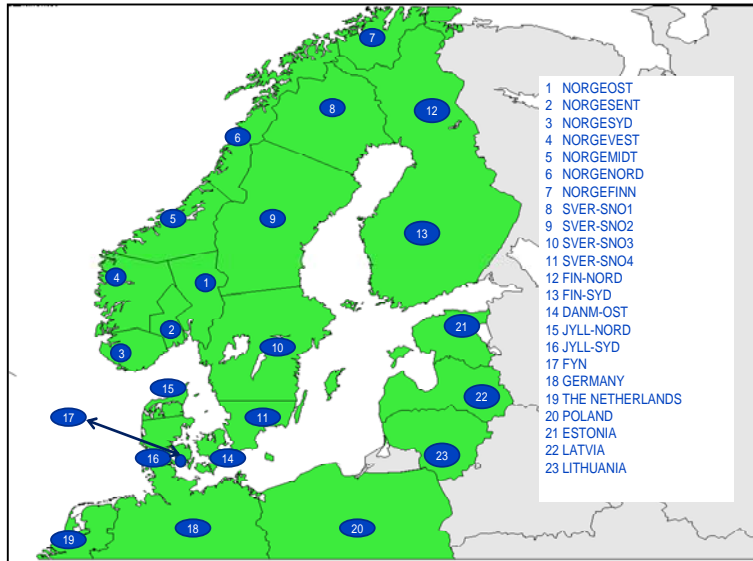 7
8
12
6
5
9
13
4
1
2
3
10
21
15
17
11
22
16
14
23
19
18
20
1 NORGEOST
2 NORGESENT
3 NORGESYD
4 NORGEVEST
5 NORGEMIDT
6 NORGENORD
7 NORGEFINN
8 SVER-SNO1
9 SVER-SNO2
10 SVER-SNO3
11 SVER-SNO4
12 FIN-NORD
13 FIN-SYD
14 DANM-OST
15 JYLL-NORD
16 JYLL-SYD
17 FYN
18 GERMANY
19 THE NETHERLANDS
20 POLAND
21 ESTONIA
22 LATVIA
23 LITHUANIA